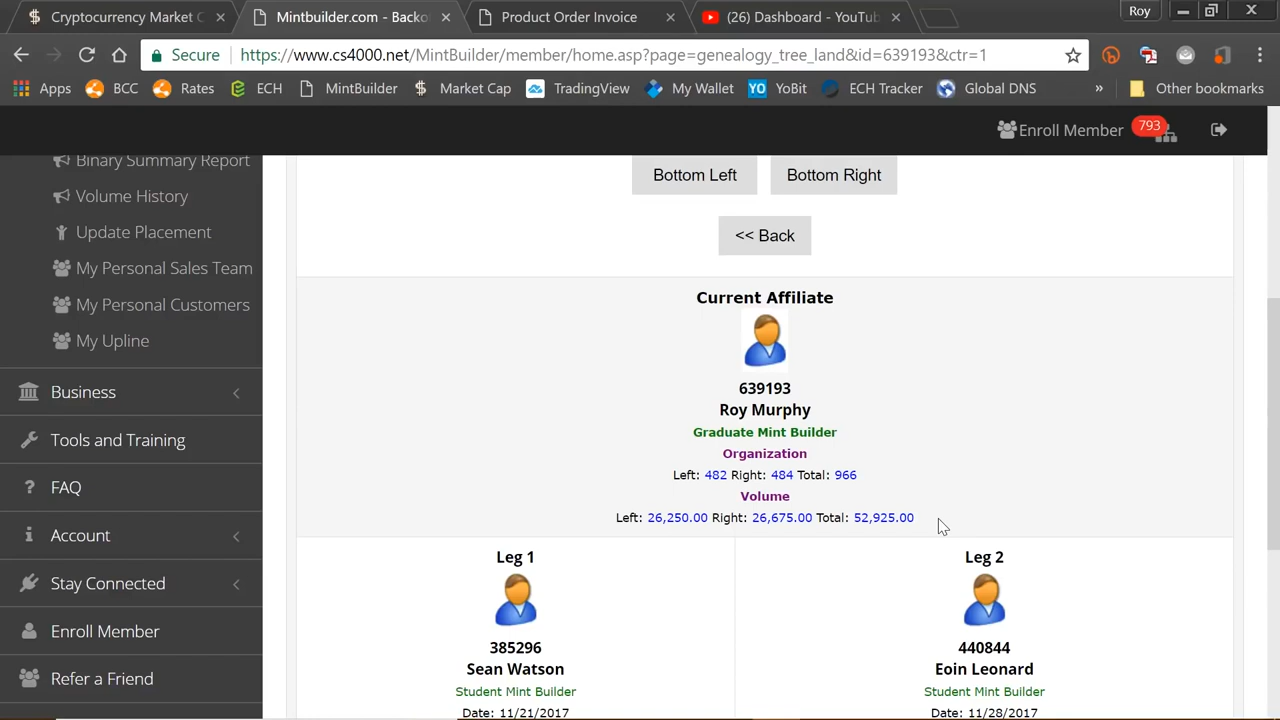 Cryptocurrency Market C
Mintbuilder.com - Backo
Product Order Invoice
(26) Dashboard - YouTub
Roy
Secure
https://www.cs4000.net/MintBuilder/member/home.asp?page=genealogy_tree_land&id=639193&ctr=1
Apps
BCC
Rates
ECH
MintBuilder
Market Cap
TradingView
My Wallet
YO YoBit
ECH Tracker
Global DNS
»
Other bookmarks
Enroll Member
793
Binary Summary Report
Volume History
Update Placement
My Personal Sales Team
My Personal Customers
My Upline
Business
Tools and Training
FAQ
Account
Stay Connected
Enroll Member
Refer a Friend
Bottom Left
Bottom Right
<< Back
Current Affiliate
639193
Roy Murphy
Graduate Mint Builder
Organization
Left: 482 Right: 484 Total: 966
Volume
Left: 26,250.00 Right: 26,675.00 Total: 52,925.00
Leg 1
385296
Sean Watson
Student Mint Builder
Date: 11/21/2017
Leg 2
440844
Eoin Leonard
Student Mint Builder
Date: 11/28/2017